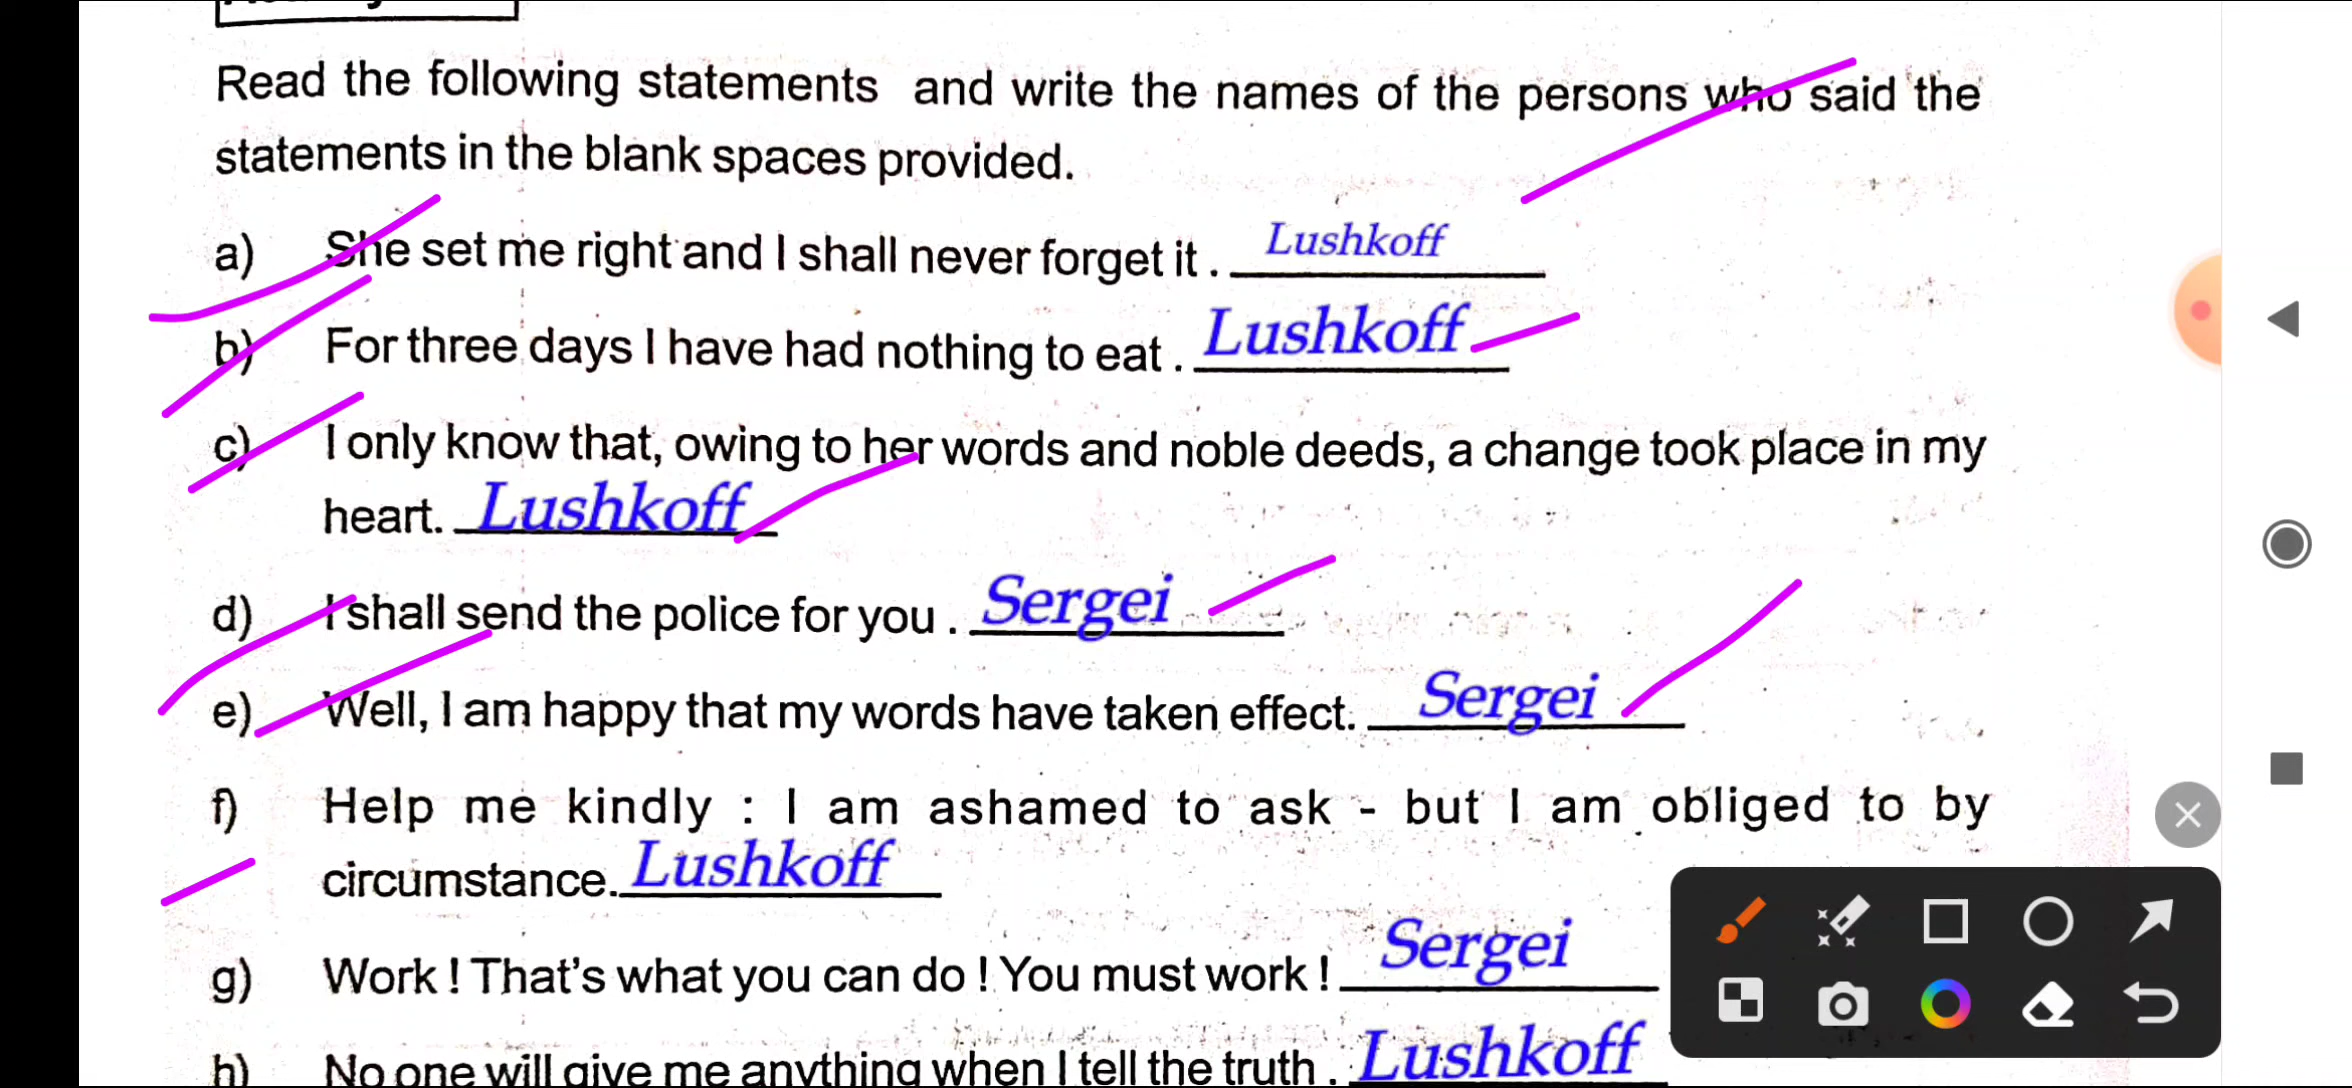 Read the following statements and write the names of the persons who said the
statements in the blank spaces provided.
a) She set me right and I shall never forget it . Lushkoff
b) For three days I have had nothing to eat . Lushkoff
c) I only know that, owing to her words and noble deeds, a change took place in my
heart. Lushkoff
d) I shall send the police for you . Sergei
e) Well, I am happy that my words have taken effect. Sergei
f) Help me kindly : I am ashamed to ask - but I am obliged to by
circumstance. Lushkoff
g) Work ! That's what you can do ! You must work ! Sergei
h) No one will give me anything when I tell the truth . Lushkoff